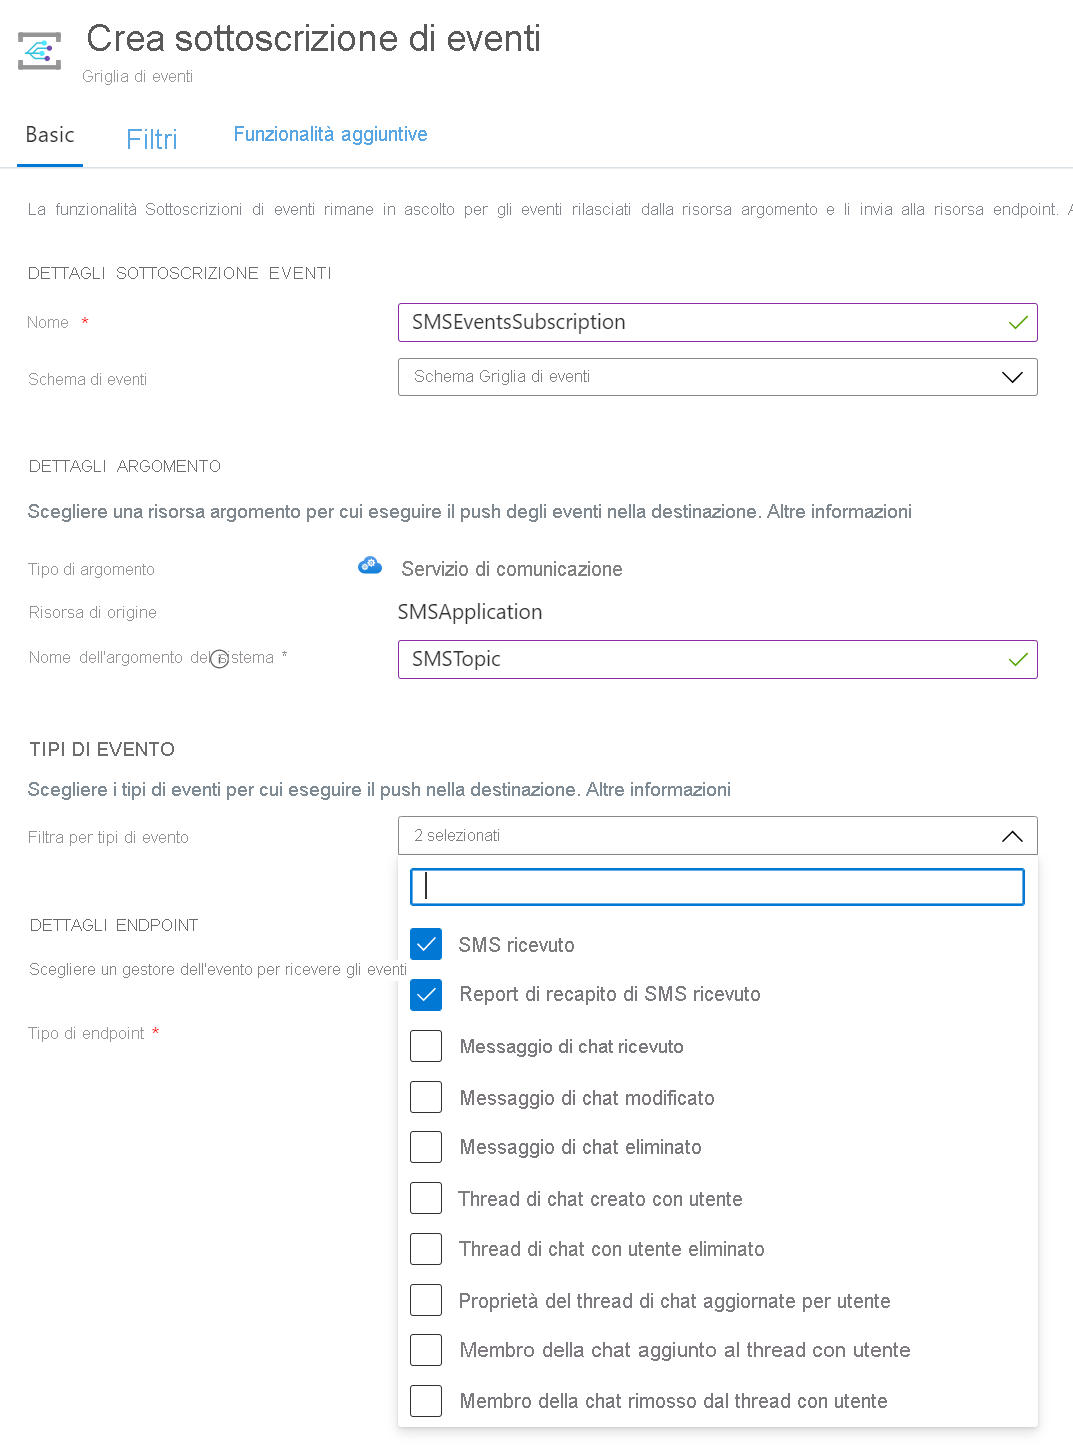 Crea sottoscrizione di eventi
Griglia di eventi
Basic Filtri Funzionalità aggiuntive
La funzionalità Sottoscrizioni di eventi rimane in ascolto per gli eventi rilasciati dalla risorsa argomento e li invia alla risorsa endpoint.
DETTAGLI SOTTOSCRIZIONE EVENTI
Nome * SMSEventsSubscription
Schema di eventi Schema Griglia di eventi
DETTAGLI ARGOMENTO
Scegliere una risorsa argomento per cui eseguire il push degli eventi nella destinazione. Altre informazioni
Tipo di argomento Servizio di comunicazione
Risorsa di origine SMSApplication
Nome dell'argomento del sistema * SMSTopic
TIPI DI EVENTO
Scegliere i tipi di eventi per cui eseguire il push nella destinazione. Altre informazioni
Filtra per tipi di evento 2 selezionati
DETTAGLI ENDPOINT
Scegliere un gestore dell'evento per ricevere gli eventi
Tipo di endpoint *
SMS ricevuto
Report di recapito di SMS ricevuto
Messaggio di chat ricevuto
Messaggio di chat modificato
Messaggio di chat eliminato
Thread di chat creato con utente
Thread di chat con utente eliminato
Proprietà del thread di chat aggiornate per utente
Membro della chat aggiunto al thread con utente
Membro della chat rimosso dal thread con utente